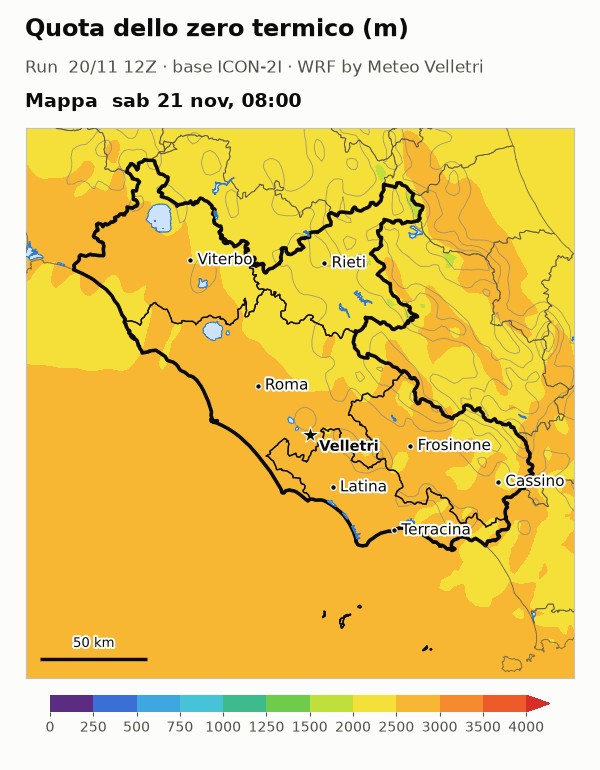 Quota dello zero termico (m)
Run 20/11 12Z · base ICON-2I · WRF by Meteo Velletri
Mappa sab 21 nov, 08:00
Viterbo
Rieti
Roma
Velletri
Frosinone
Latina
Cassino
Terracina
50 km
0 250 500 750 1000 1250 1500 2000 2500 3000 3500 4000